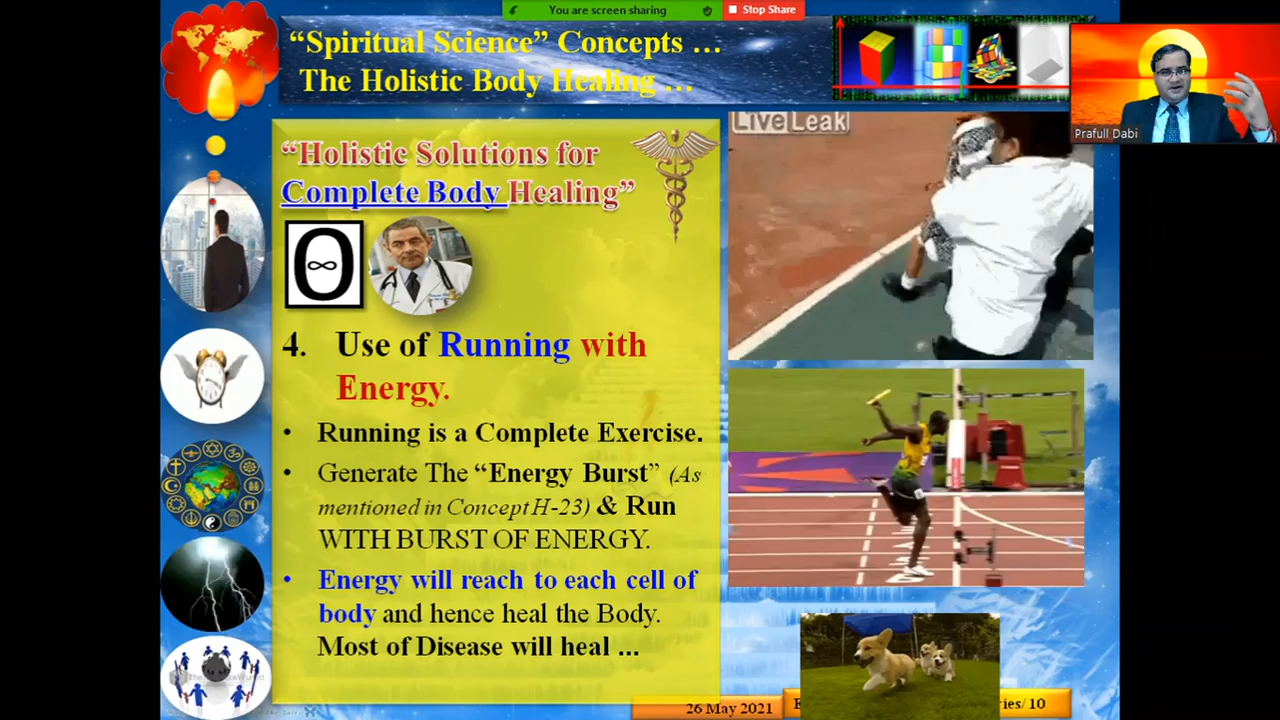 You are screen sharing
Stop Share
“Spiritual Science” Concepts …
The Holistic Body Healing …
Prafull Dabi
LiveLeak
“Holistic Solutions for
Complete Body Healing”
4. Use of Running with
Energy.
• Running is a Complete Exercise.
• Generate The “Energy Burst” (As
mentioned in Concept H-23) & Run
WITH BURST OF ENERGY.
• Energy will reach to each cell of
body and hence heal the Body.
Most of Disease will heal ...
26 May 2021
/ 10